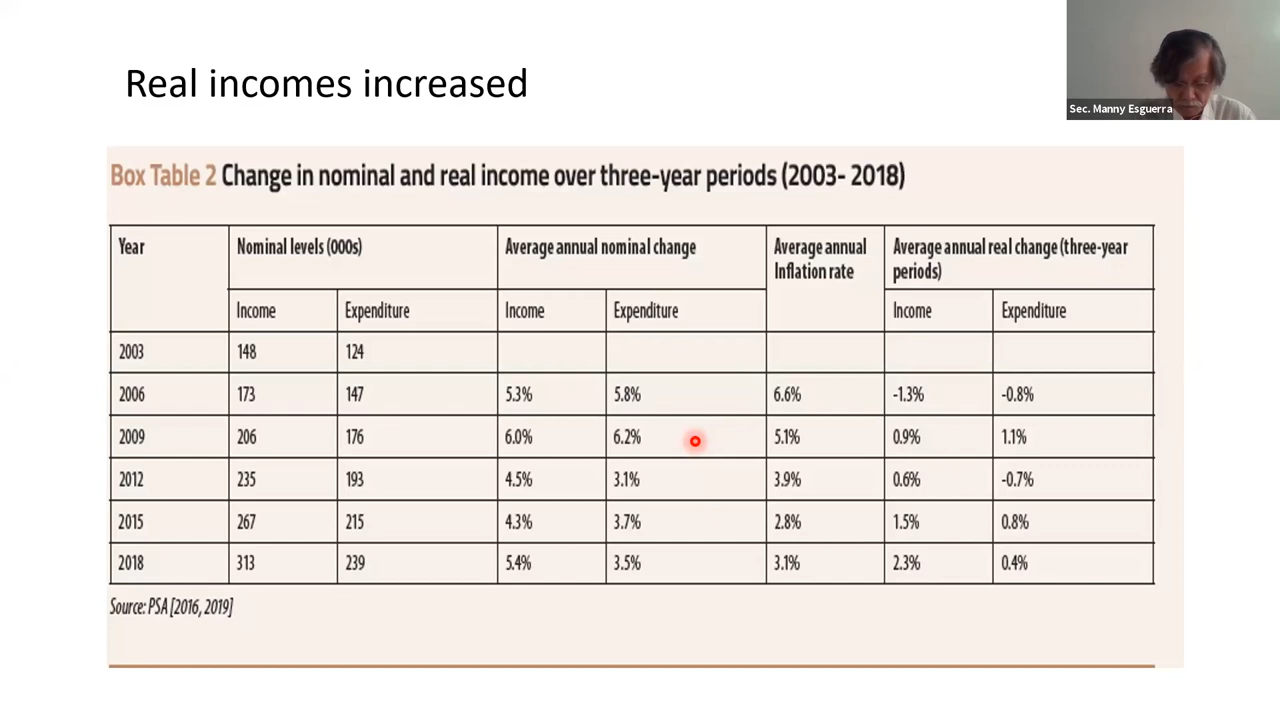 Real incomes increased
Sec. Manny Esguerra
Box Table 2 Change in nominal and real income over three-year periods (2003- 2018)
Year Nominal levels (000s) Average annual nominal change Average annual Average annual real change (three-year
Inflation rate periods)
Income Expenditure Income Expenditure Income Expenditure
2003 148 124
2006 173 147 5.3% 5.8% 6.6% -1.3% -0.8%
2009 206 176 6.0% 6.2% 5.1% 0.9% 1.1%
2012 235 193 4.5% 3.1% 3.9% 0.6% -0.7%
2015 267 215 4.3% 3.7% 2.8% 1.5% 0.8%
2018 313 239 5.4% 3.5% 3.1% 2.3% 0.4%
Source: PSA [2016, 2019]